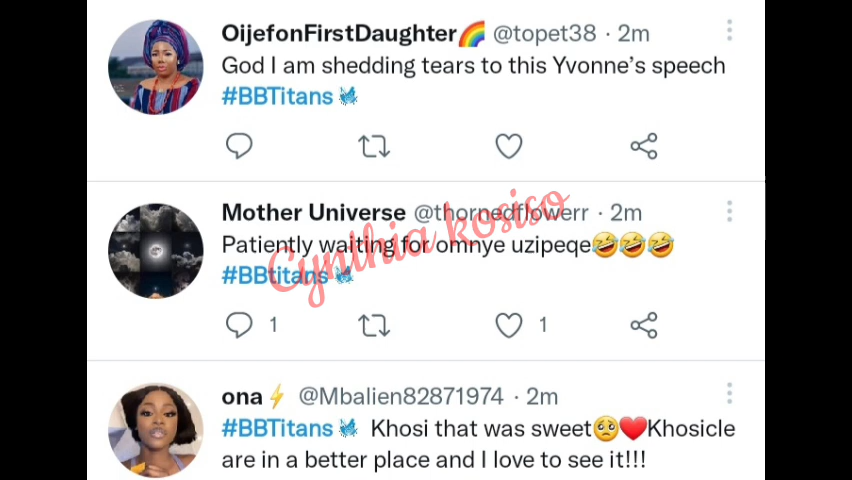 OijefonFirstDaughter🌈 @topet38 · 2m
God I am shedding tears to this Yvonne’s speech
#BBTitans
Mother Universe @thornedflowerr · 2m
Patiently waiting for omnye uzipeqe🤣🤣🤣
#BBtitans
1 1
Cynthia kosiso
ona⚡ @Mbalien82871974 · 2m
#BBTitans Khosi that was sweet🥺❤️Khosicle
are in a better place and I love to see it!!!